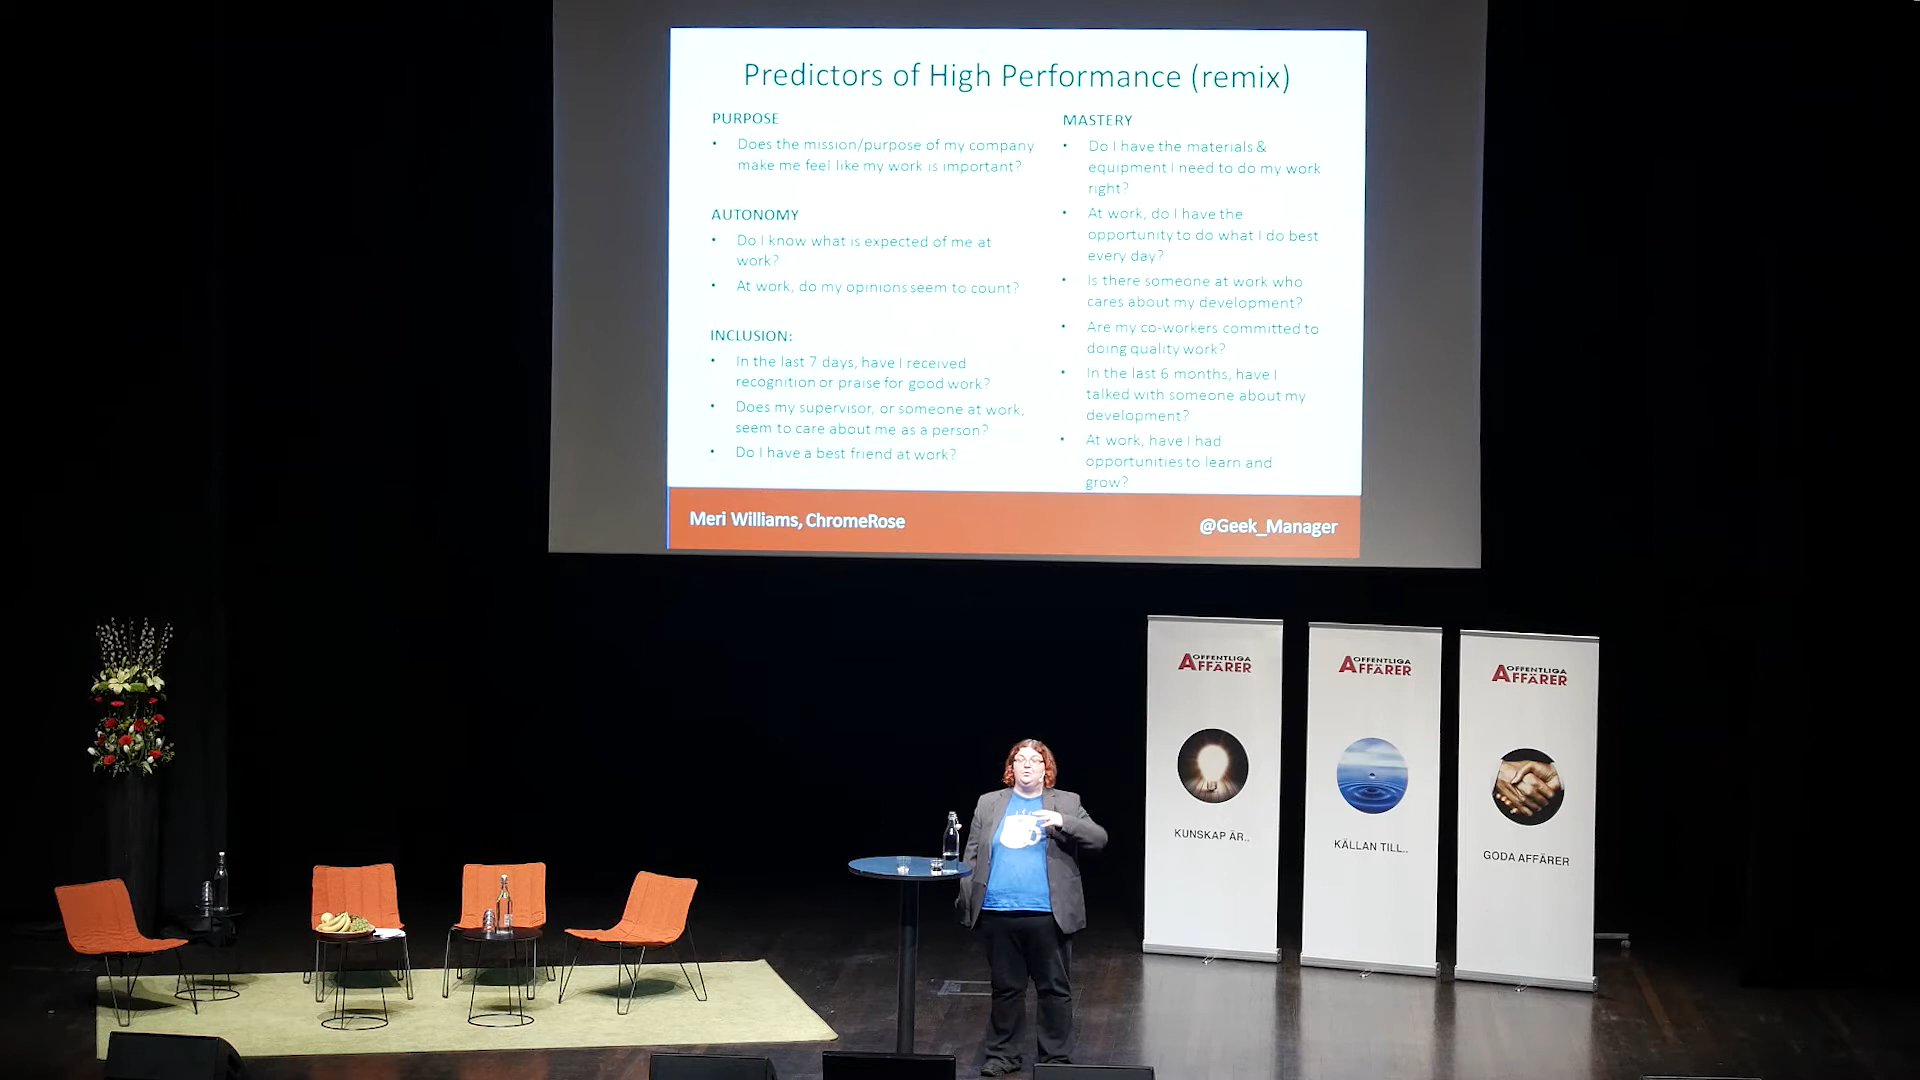 Predictors of High Performance (remix)
PURPOSE
• Does the mission/purpose of my company
make me feel like my work is important?
AUTONOMY
• Do I know what is expected of me at
work?
• At work, do my opinions seem to count?
INCLUSION:
• In the last 7 days, have I received
recognition or praise for good work?
• Does my supervisor, or someone at work,
seem to care about me as a person?
• Do I have a best friend at work?
MASTERY
• Do I have the materials &
equipment I need to do my work
right?
• At work, do I have the
opportunity to do what I do best
every day?
• Is there someone at work who
cares about my development?
• Are my co-workers committed to
doing quality work?
• In the last 6 months, have I
talked with someone about my
development?
• At work, have I had
opportunities to learn and
grow?
Meri Williams, ChromeRose
@Geek_Manager
OFFENTLIGA
AFFÄRER
KUNSKAP ÄR..
OFFENTLIGA
AFFÄRER
KÄLLAN TILL..
OFFENTLIGA
AFFÄRER
GODA AFFÄRER